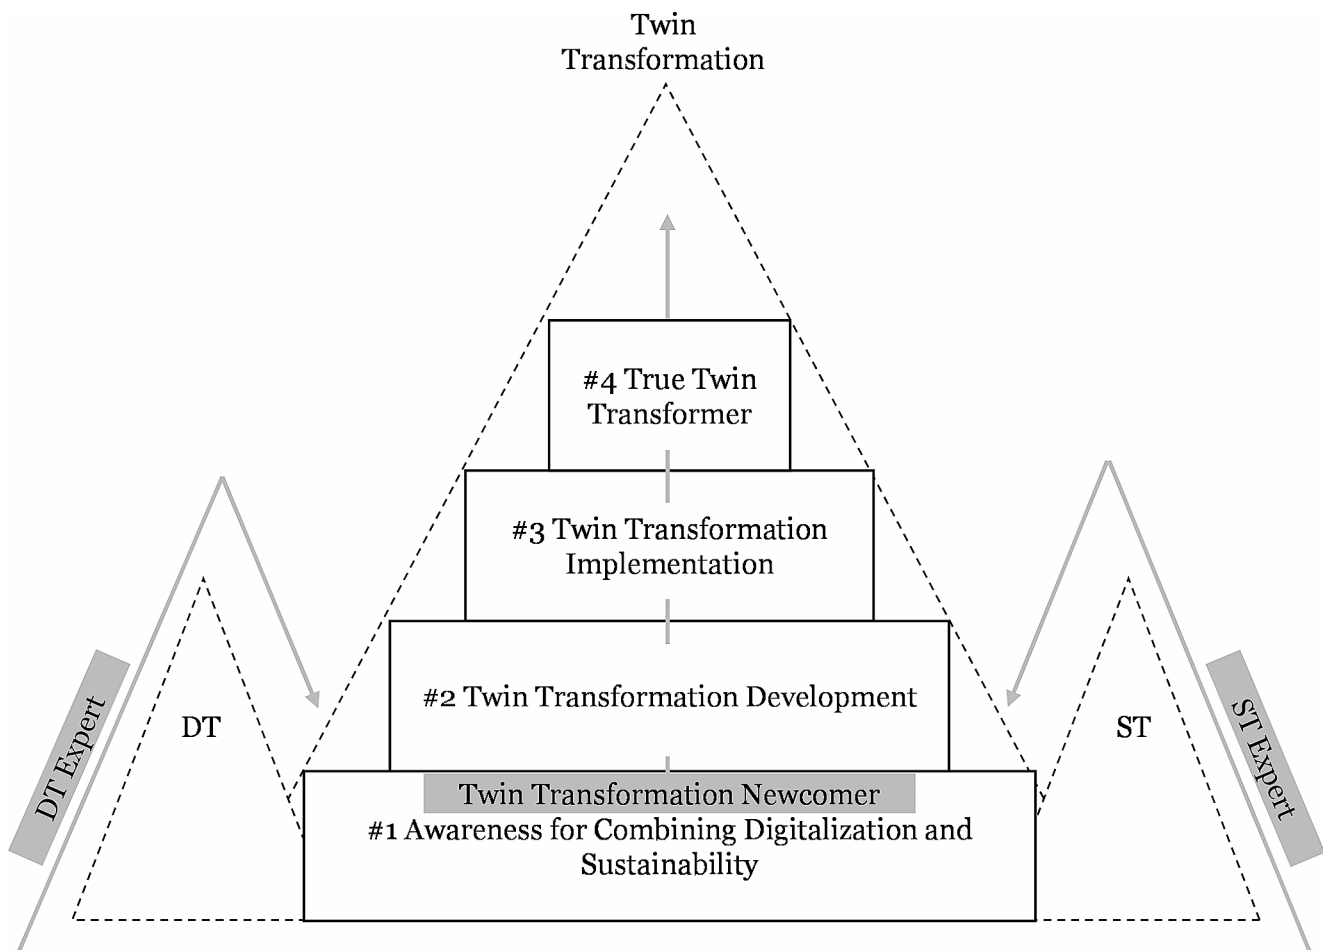 Twin
Transformation
#4 True Twin
Transformer
#3 Twin Transformation
Implementation
#2 Twin Transformation Development
Twin Transformation Newcomer
#1 Awareness for Combining Digitalization and
Sustainability
DT Expert
DT
ST
ST Expert